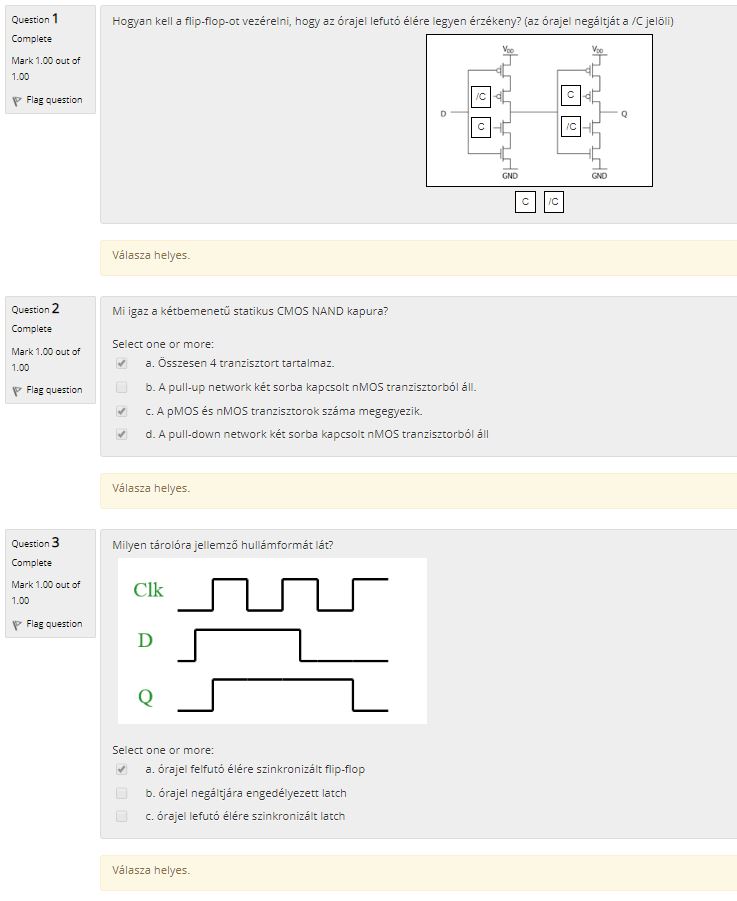 Question 1
Complete
Mark 1.00 out of
1.00
Flag question
Hogyan kell a flip-flop-ot vezérelni, hogy az órajel lefutó élére legyen érzékeny? (az órajel negáltját a /C jelöli)
VDD VDD
/C C
D Q
C /C
GND GND
C /C
Válasza helyes.
Question 2
Complete
Mark 1.00 out of
1.00
Flag question
Mi igaz a kétbemenetű statikus CMOS NAND kapura?
Select one or more:
a. Összesen 4 tranzisztort tartalmaz.
b. A pull-up network két sorba kapcsolt nMOS tranzisztorból áll.
c. A pMOS és nMOS tranzisztorok száma megegyezik.
d. A pull-down network két sorba kapcsolt nMOS tranzisztorból áll
Válasza helyes.
Question 3
Complete
Mark 1.00 out of
1.00
Flag question
Milyen tárolóra jellemző hullámformát lát?
Clk
D
Q
Select one or more:
a. órajel felfutó élére szinkronizált flip-flop
b. órajel negáltjára engedélyezett latch
c. órajel lefutó élére szinkronizált latch
Válasza helyes.